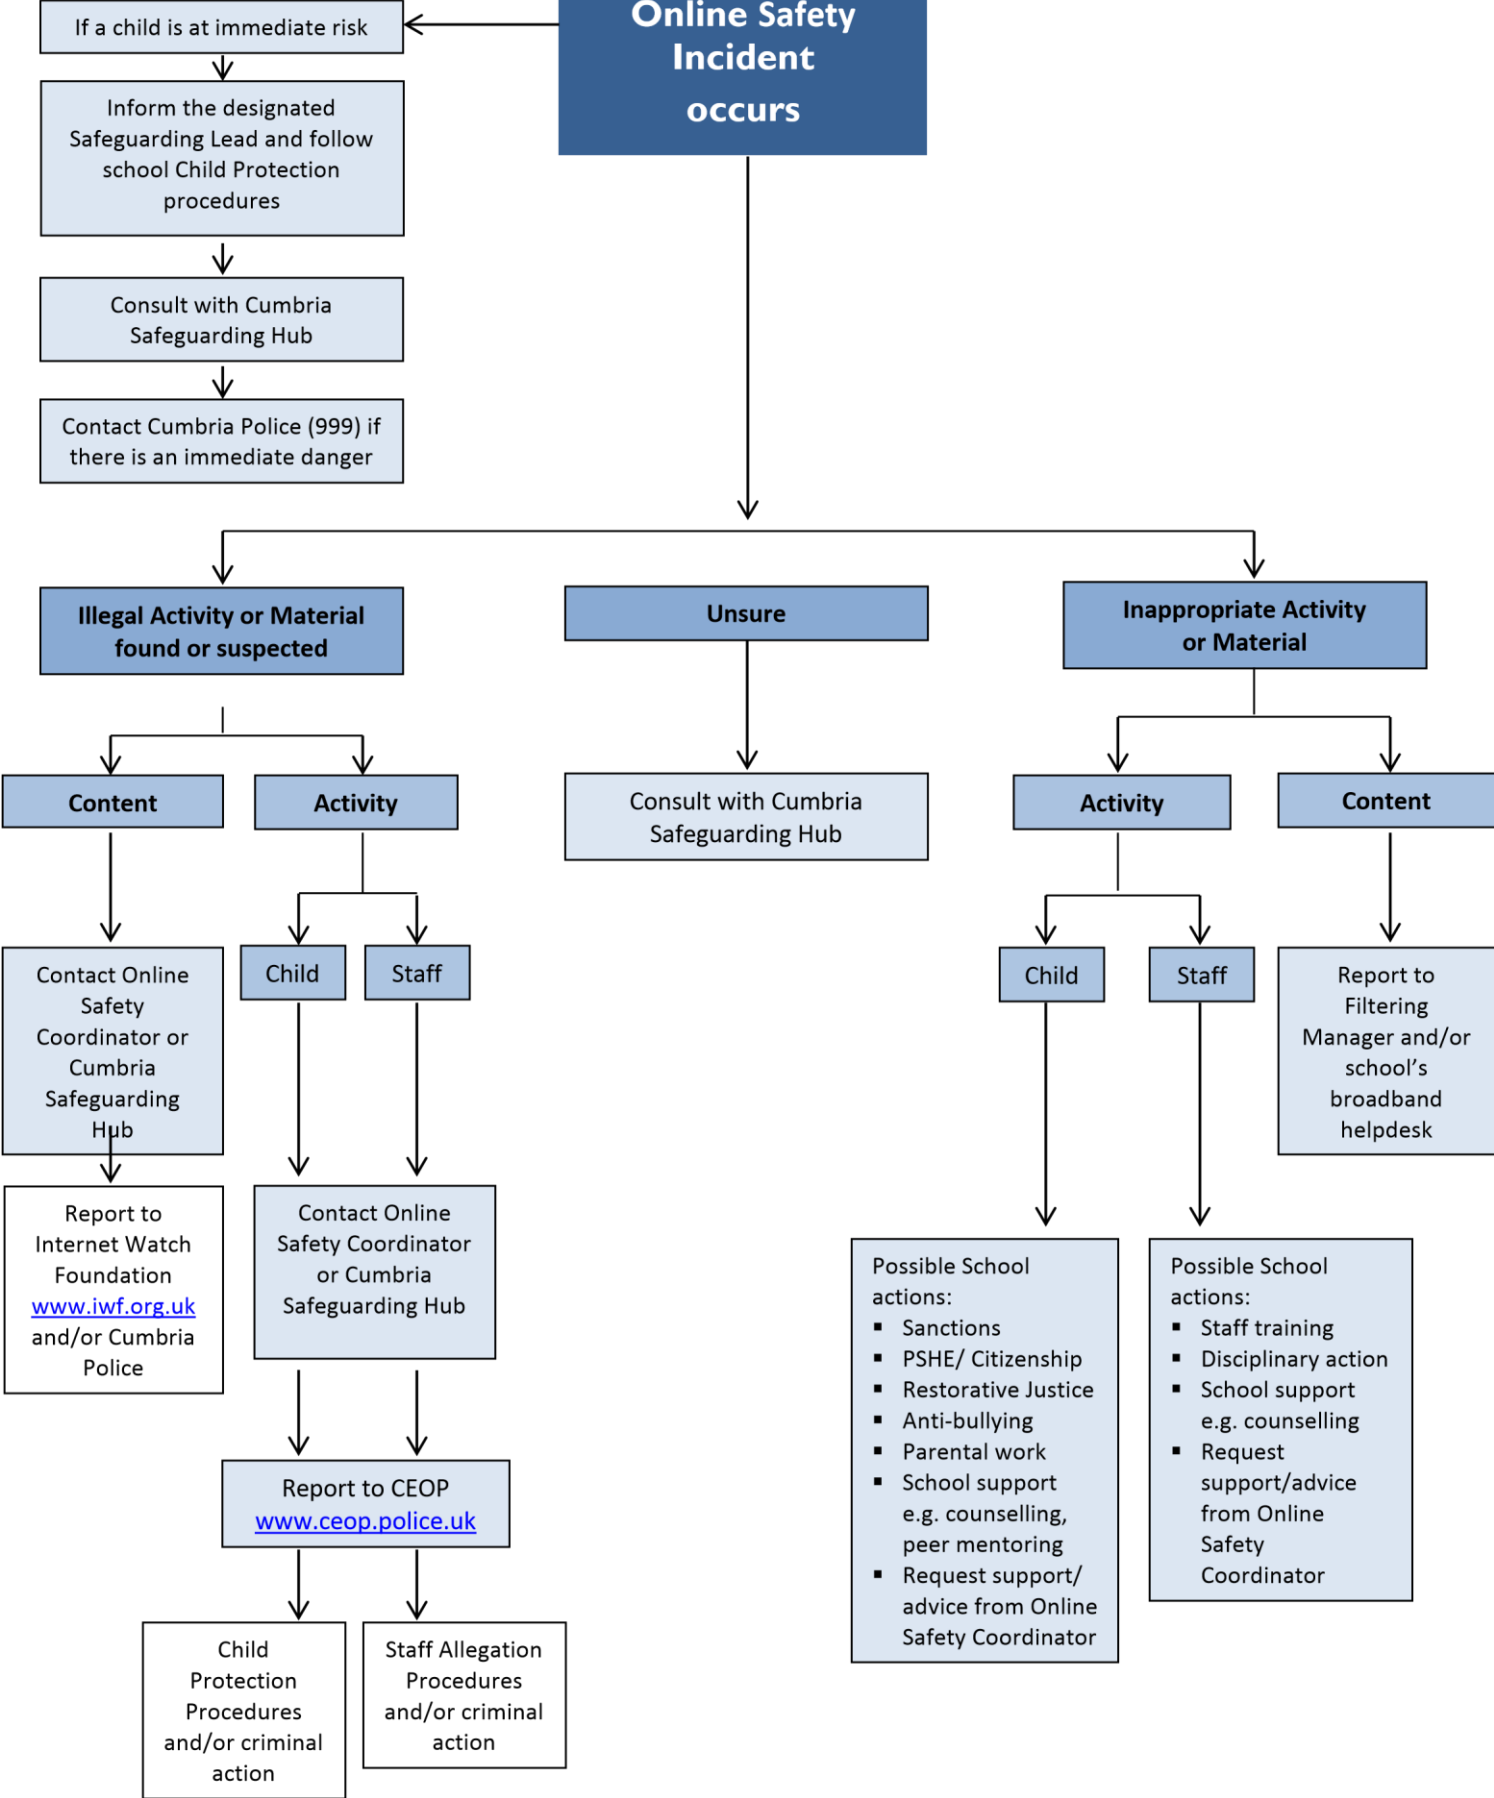 Online Safety
Incident
occurs
If a child is at immediate risk
Inform the designated
Safeguarding Lead and follow
school Child Protection
procedures
Consult with Cumbria
Safeguarding Hub
Contact Cumbria Police (999) if
there is an immediate danger
Illegal Activity or Material
found or suspected
Unsure
Inappropriate Activity
or Material
Content
Activity
Consult with Cumbria
Safeguarding Hub
Activity
Content
Contact Online
Safety
Coordinator or
Cumbria
Safeguarding
Hub
Child
Staff
Child
Staff
Report to
Filtering
Manager and/or
school’s
broadband
helpdesk
Report to
Internet Watch
Foundation
www.iwf.org.uk
and/or Cumbria
Police
Contact Online
Safety Coordinator
or Cumbria
Safeguarding Hub
Possible School
actions:
▪ Sanctions
▪ PSHE/ Citizenship
▪ Restorative Justice
▪ Anti-bullying
▪ Parental work
▪ School support
e.g. counselling,
peer mentoring
▪ Request support/
advice from Online
Safety Coordinator
Possible School
actions:
▪ Staff training
▪ Disciplinary action
▪ School support
e.g. counselling
▪ Request
support/advice
from Online
Safety
Coordinator
Report to CEOP
www.ceop.police.uk
Child
Protection
Procedures
and/or criminal
action
Staff Allegation
Procedures
and/or criminal
action